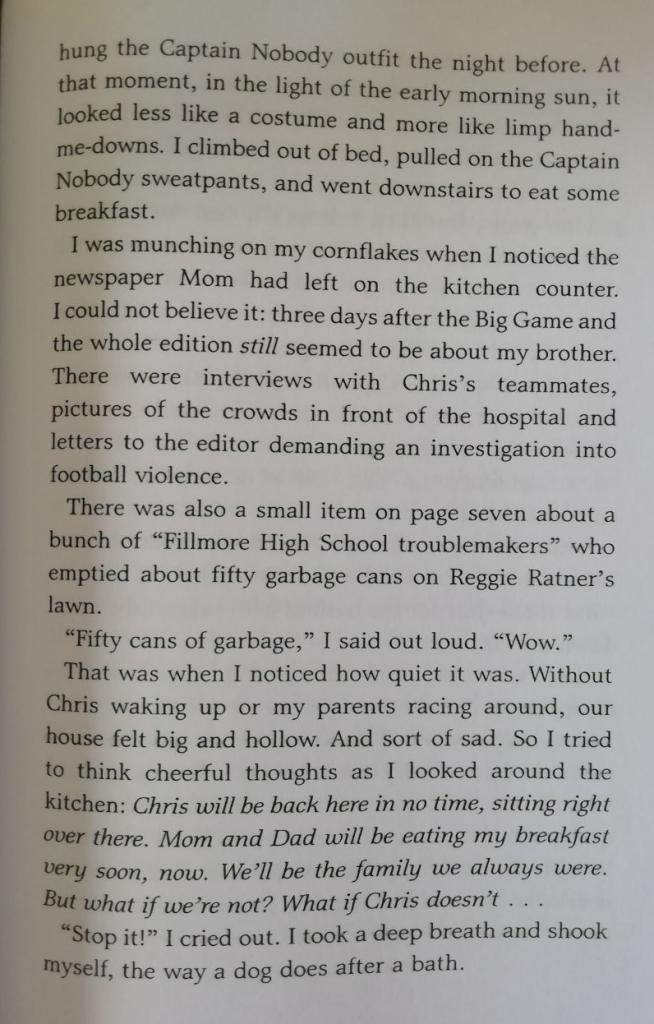 hung the Captain Nobody outfit the night before. At
that moment, in the light of the early morning sun, it
looked less like a costume and more like limp hand-
me-downs. I climbed out of bed, pulled on the Captain
Nobody sweatpants, and went downstairs to eat some
breakfast.
I was munching on my cornflakes when I noticed the
newspaper Mom had left on the kitchen counter.
I could not believe it: three days after the Big Game and
the whole edition still seemed to be about my brother.
There were interviews with Chris’s teammates,
pictures of the crowds in front of the hospital and
letters to the editor demanding an investigation into
football violence.
There was also a small item on page seven about a
bunch of “Fillmore High School troublemakers” who
emptied about fifty garbage cans on Reggie Ratner’s
lawn.
“Fifty cans of garbage,” I said out loud. “Wow.”
That was when I noticed how quiet it was. Without
Chris waking up or my parents racing around, our
house felt big and hollow. And sort of sad. So I tried
to think cheerful thoughts as I looked around the
kitchen: Chris will be back here in no time, sitting right
over there. Mom and Dad will be eating my breakfast
very soon, now. We’ll be the family we always were.
But what if we’re not? What if Chris doesn’t . . .
“Stop it!” I cried out. I took a deep breath and shook
myself, the way a dog does after a bath.